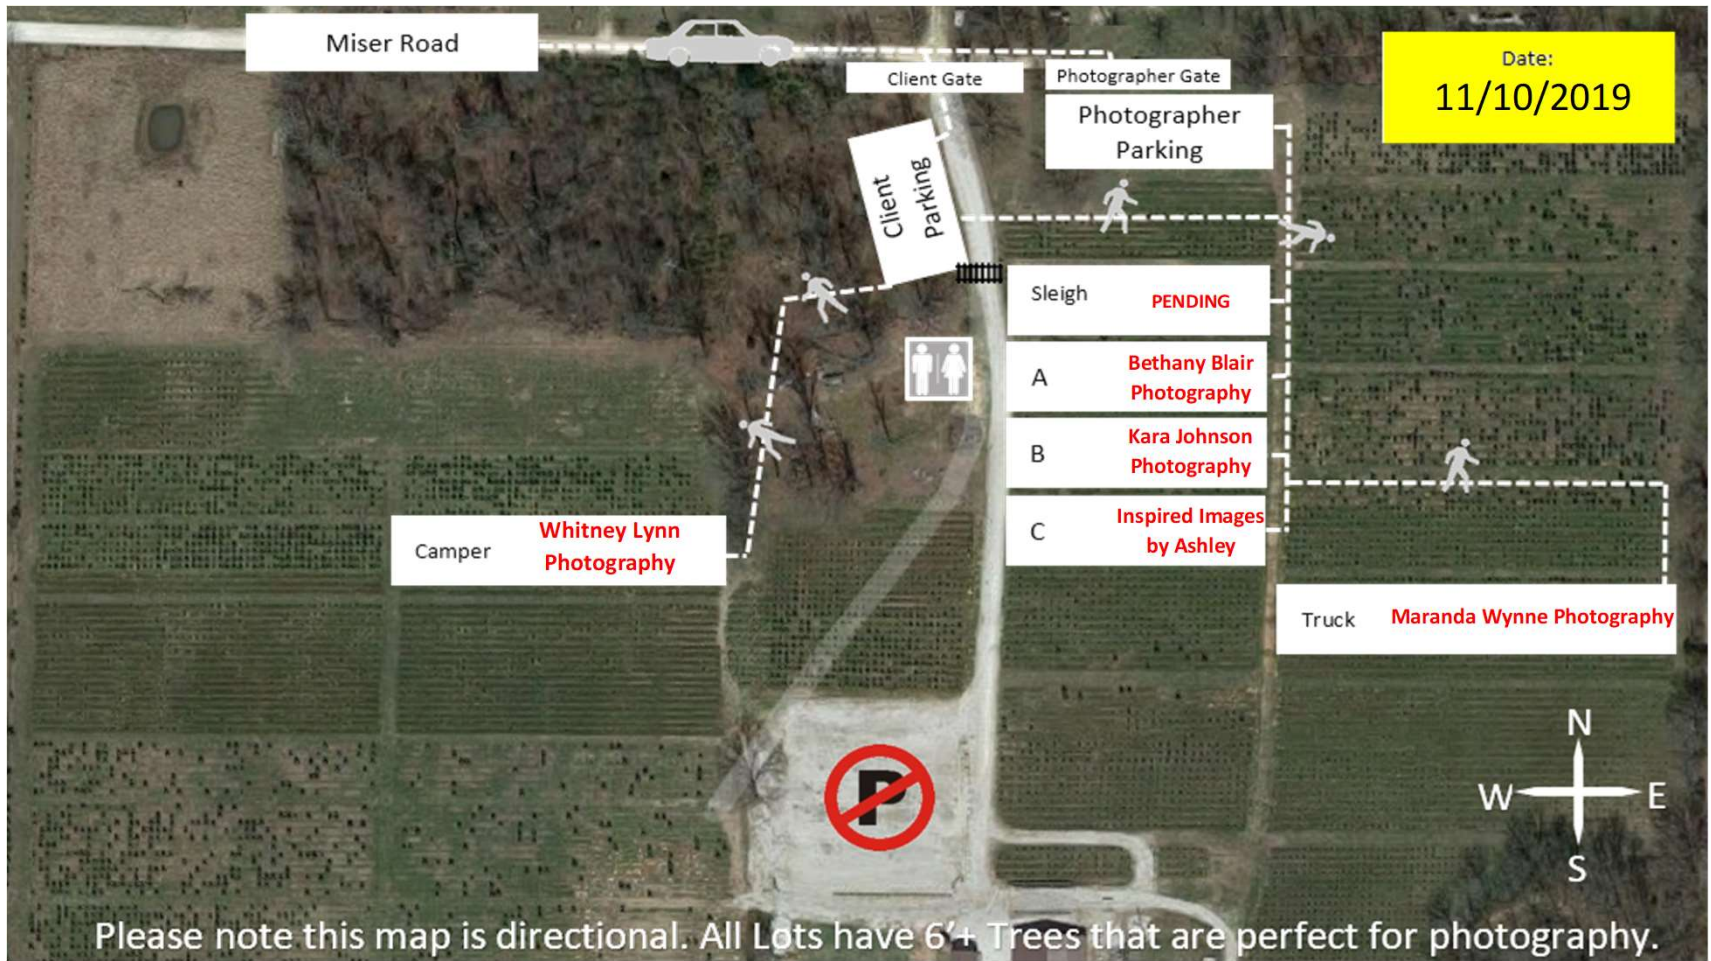 Miser Road
Client Gate
Photographer Gate
Date:
11/10/2019
Photographer
Parking
Client
Parking
Sleigh PENDING
A Bethany Blair
Photography
B Kara Johnson
Photography
C Inspired Images
by Ashley
Camper Whitney Lynn
Photography
Truck Maranda Wynne Photography
P
N
W E
S
Please note this map is directional. All Lots have 6'+ Trees that are perfect for photography.